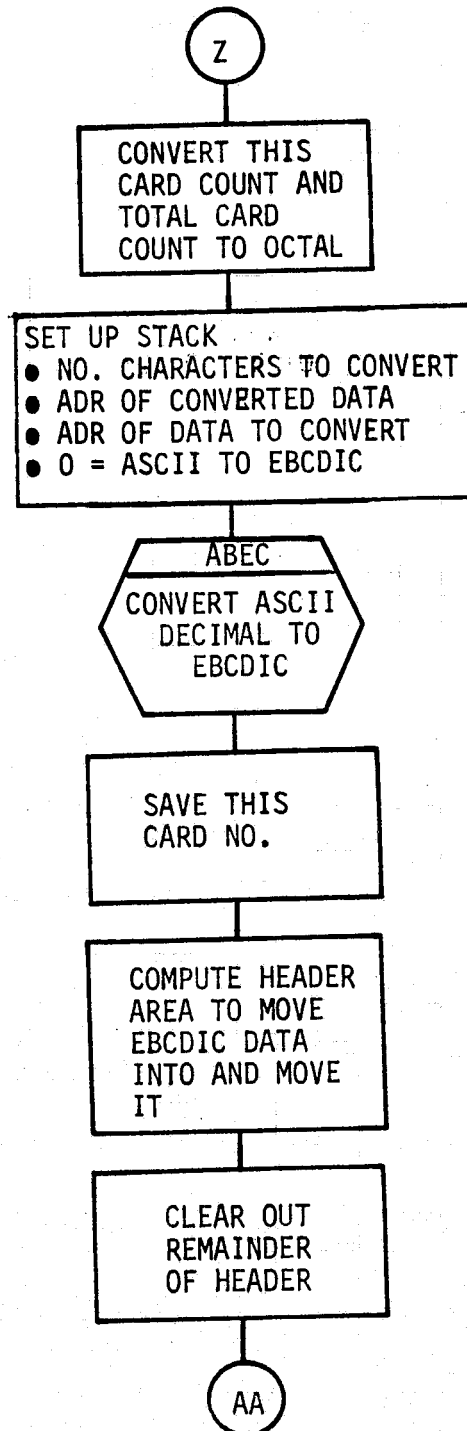 Z
CONVERT THIS
CARD COUNT AND
TOTAL CARD
COUNT TO OCTAL
SET UP STACK
● NO. CHARACTERS TO CONVERT
● ADR OF CONVERTED DATA
● ADR OF DATA TO CONVERT
● 0 = ASCII TO EBCDIC
ABEC
CONVERT ASCII
DECIMAL TO
EBCDIC
SAVE THIS
CARD NO.
COMPUTE HEADER
AREA TO MOVE
EBCDIC DATA
INTO AND MOVE
IT
CLEAR OUT
REMAINDER
OF HEADER
AA